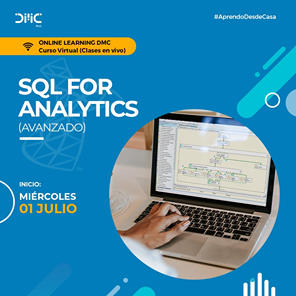 DMC
#AprendoDesdeCasa
ONLINE LEARNING DMC
Curso Virtual (Clases en vivo)
SQL FOR
ANALYTICS
(AVANZADO)
INICIO:
MIÉRCOLES
01 JULIO